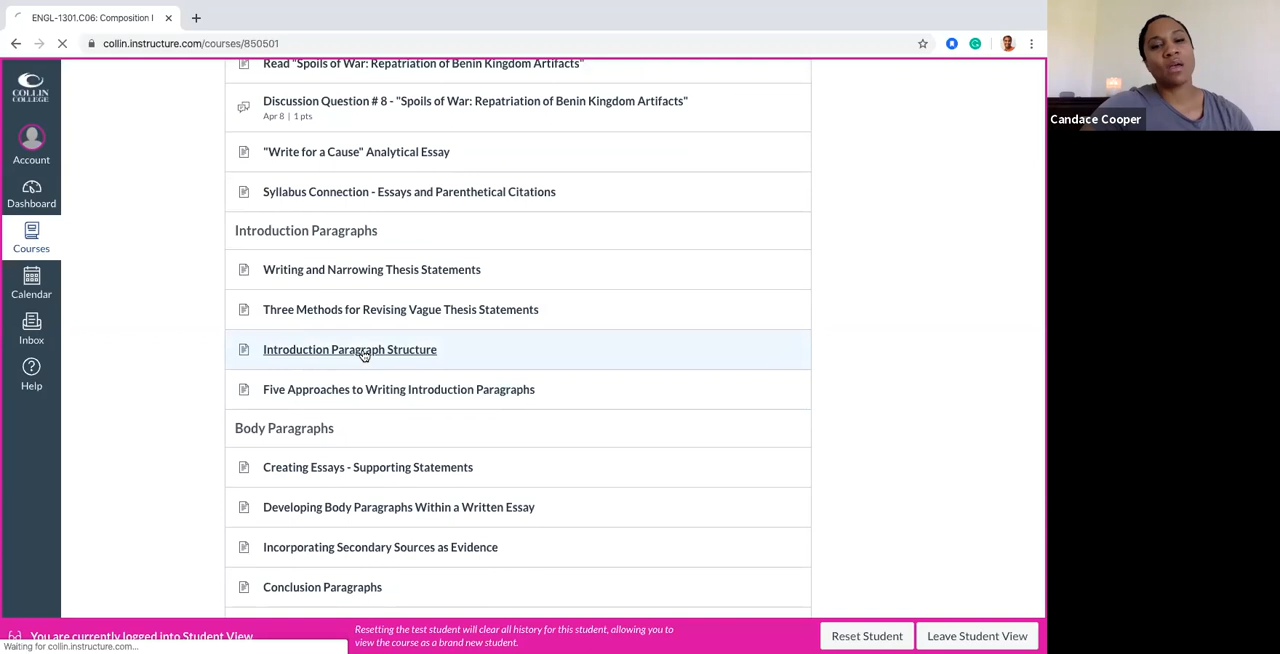 ENGL-1301.C06: Composition I
collin.instructure.com/courses/850501
COLLIN
COLLEGE
Account
Dashboard
Courses
Calendar
Inbox
Help
Read "Spoils of War: Repatriation of Benin Kingdom Artifacts"
Discussion Question # 8 - "Spoils of War: Repatriation of Benin Kingdom Artifacts"
Apr 8 | 1 pts
"Write for a Cause" Analytical Essay
Syllabus Connection - Essays and Parenthetical Citations
Introduction Paragraphs
Writing and Narrowing Thesis Statements
Three Methods for Revising Vague Thesis Statements
Introduction Paragraph Structure
Five Approaches to Writing Introduction Paragraphs
Body Paragraphs
Creating Essays - Supporting Statements
Developing Body Paragraphs Within a Written Essay
Incorporating Secondary Sources as Evidence
Conclusion Paragraphs
You are currently logged into Student View
Resetting the test student will clear all history for this student, allowing you to
view the course as a brand new student.
Reset Student
Leave Student View
Waiting for collin.instructure.com...
Candace Cooper